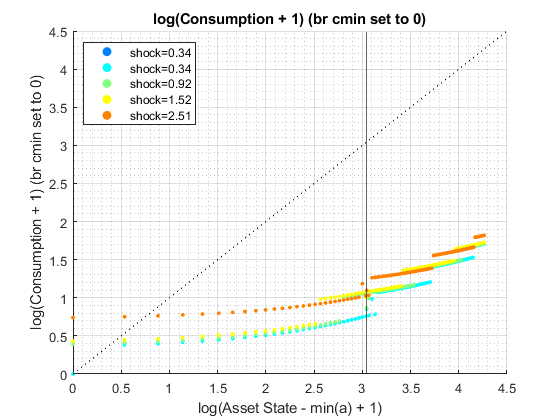 log(Consumption + 1) (br cmin set to 0)
4.5
4
3.5
3
2.5
2
1.5
1
0.5
0
log(Consumption + 1) (br cmin set to 0)
shock=0.34
shock=0.34
shock=0.92
shock=1.52
shock=2.51
0
0.5
1
1.5
2
2.5
3
3.5
4
4.5
log(Asset State - min(a) + 1)